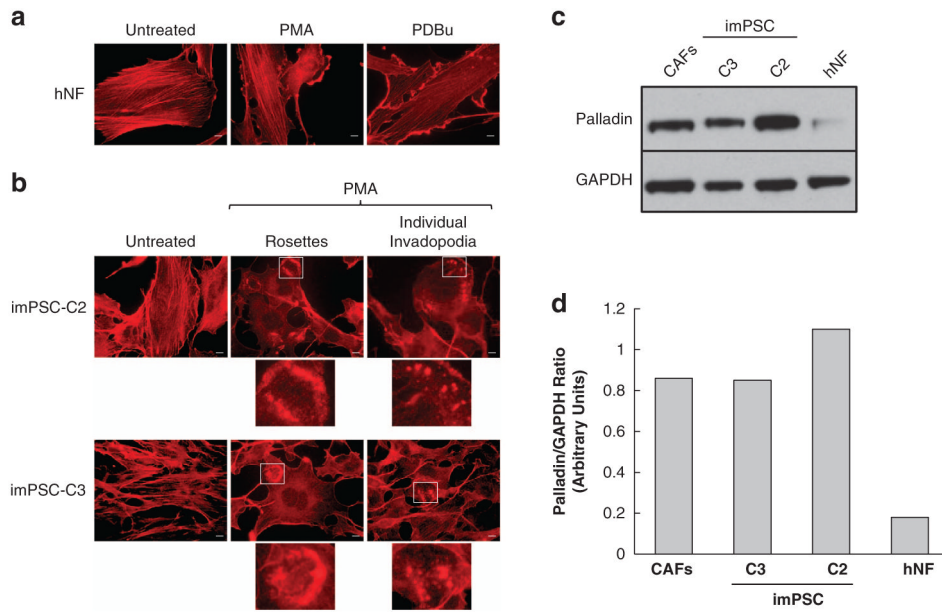 a
Untreated
PMA
PDBu
hNF
b
PMA
Untreated
Rosettes
Individual
Invadopodia
imPSC-C2
imPSC-C3
c
imPSC
CAFs
C3
C2
hNF
Palladin
GAPDH
d
Palladin/GAPDH Ratio
(Arbitrary Units)
1.2
1
0.8
0.6
0.4
0.2
0
CAFs
C3
C2
hNF
imPSC